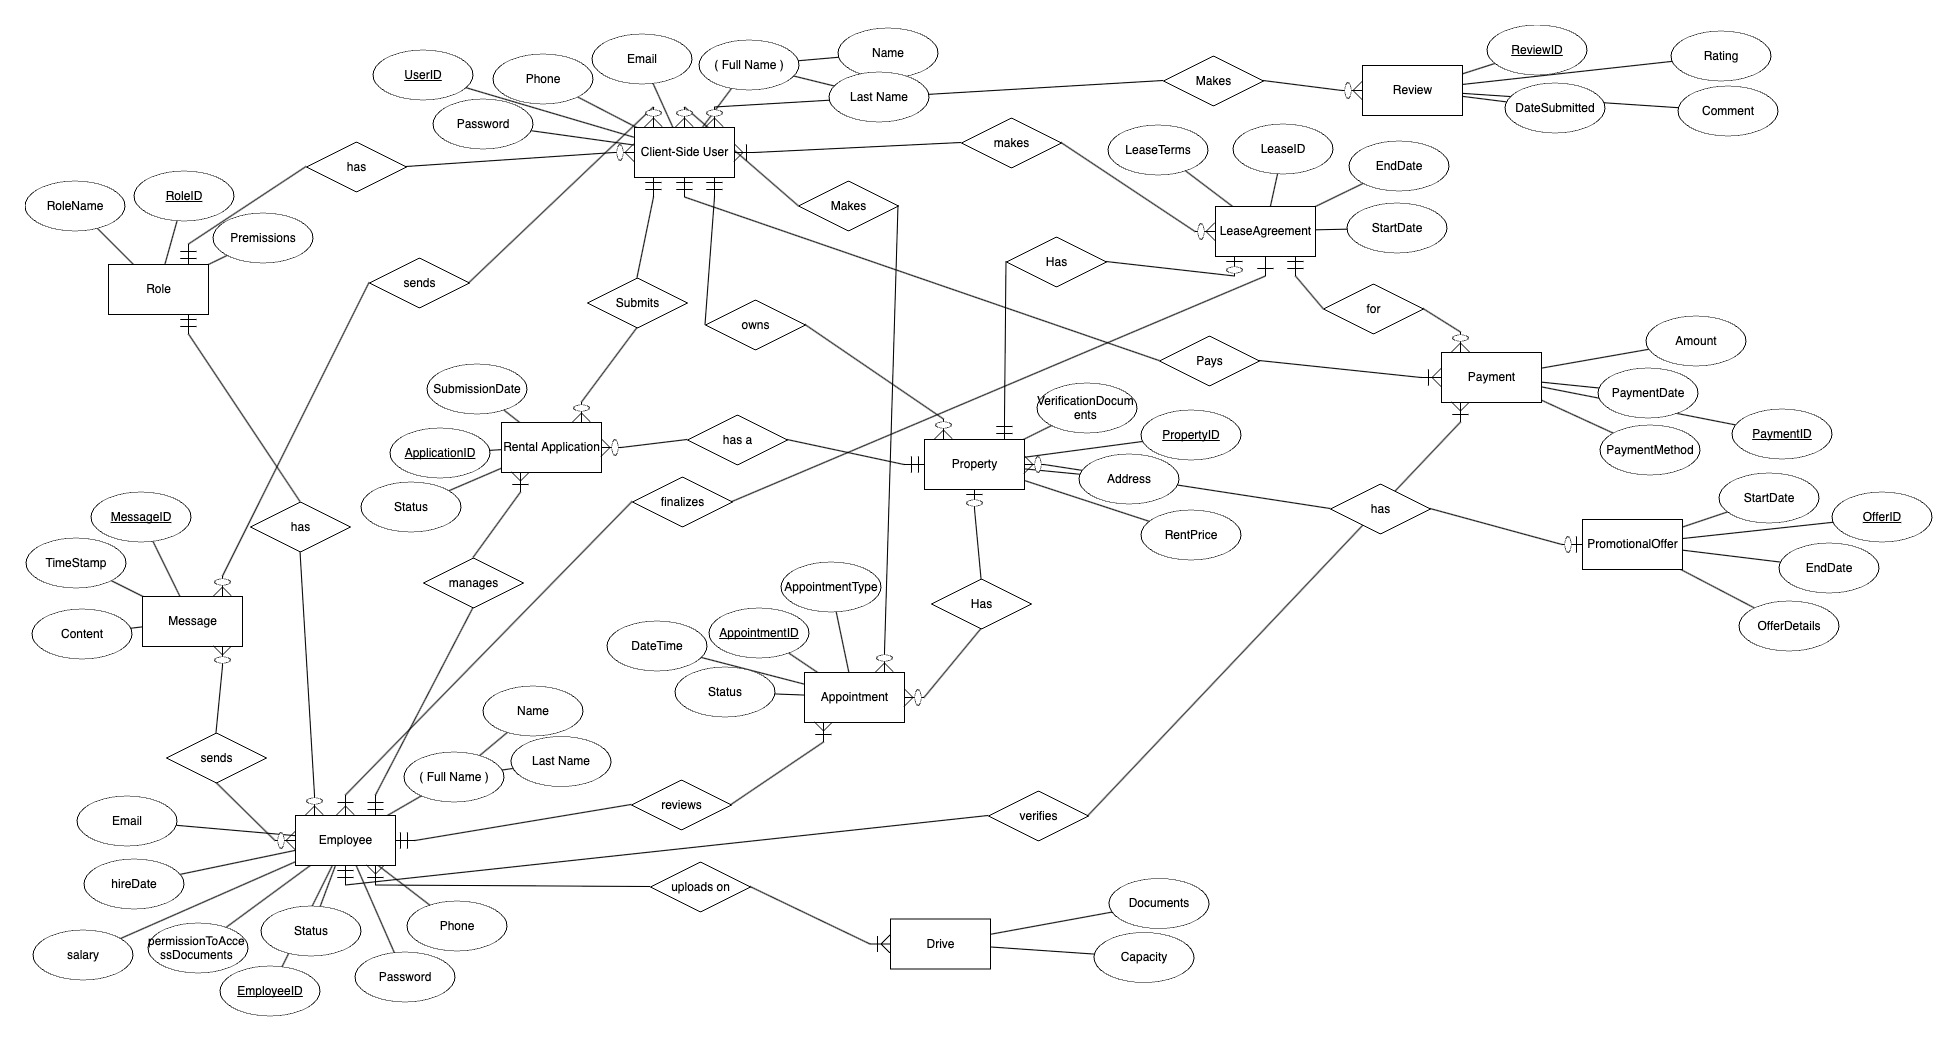 Email
( Full Name )
Name
UserID
Phone
Last Name
Makes
Review
ReviewID
Rating
DateSubmitted
Comment
Password
Client-Side User
makes
LeaseTerms
LeaseID
EndDate
has
RoleName
RoleID
Premissions
Makes
LeaseAgreement
StartDate
Role
sends
Submits
owns
Has
for
Pays
Payment
Amount
PaymentDate
PaymentID
PaymentMethod
SubmissionDate
ApplicationID
Rental Application
Status
has a
Property
VerificationDocum
ents
PropertyID
Address
RentPrice
finalizes
has
StartDate
OfferID
PromotionalOffer
EndDate
OfferDetails
MessageID
TimeStamp
has
Content
Message
manages
AppointmentType
Has
AppointmentID
DateTime
Status
Appointment
sends
Name
( Full Name )
Last Name
reviews
verifies
Email
Employee
hireDate
uploads on
Documents
Drive
Capacity
salary
permissionToAcce
ssDocuments
Status
Phone
EmployeeID
Password